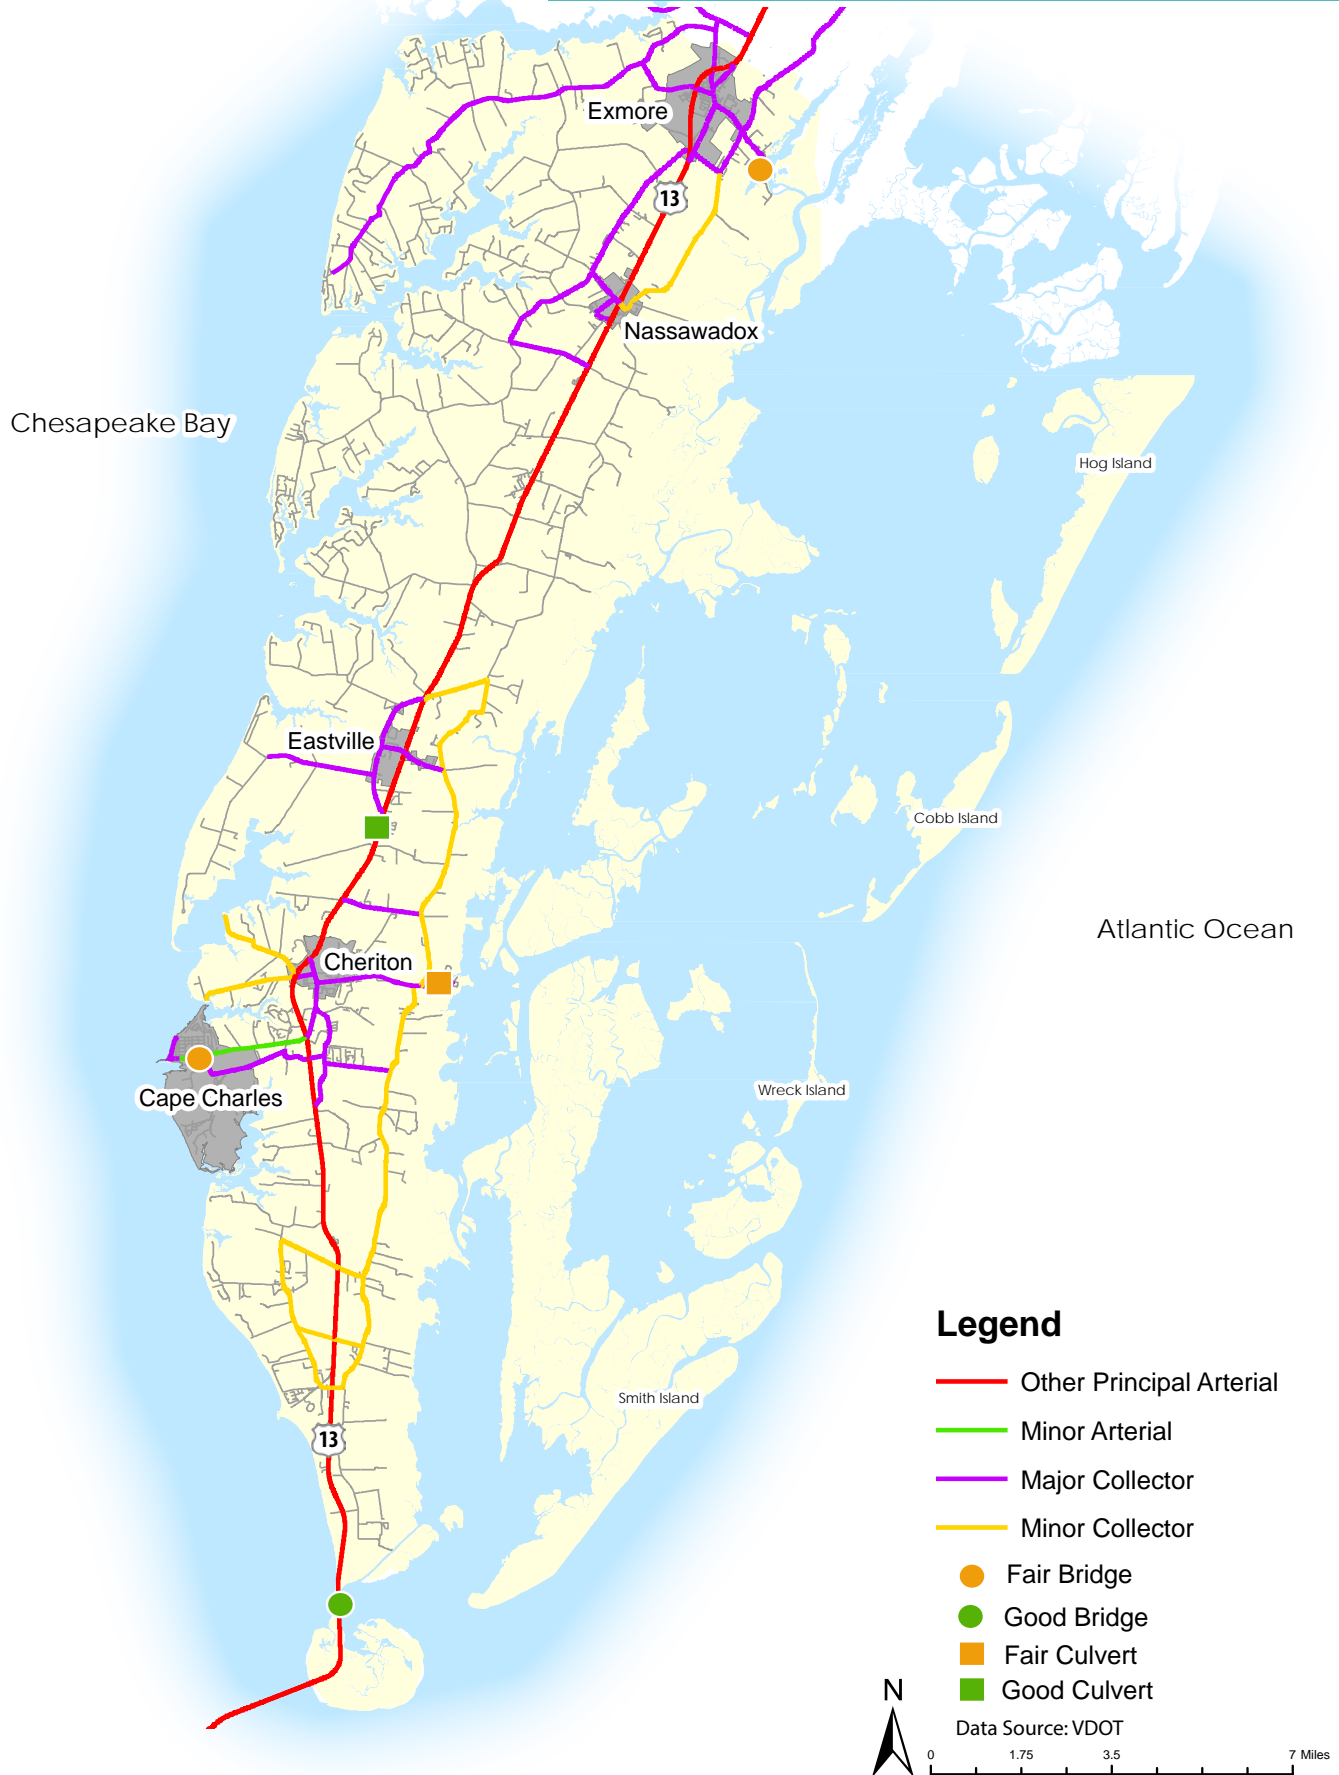 Exmore
13
Nassawadox
Chesapeake Bay
Hog Island
Eastville
Cobb Island
Atlantic Ocean
Cheriton
Wreck Island
Cape Charles
Legend
Other Principal Arterial
Smith Island
Minor Arterial
13
Major Collector
Minor Collector
Fair Bridge
Good Bridge
Fair Culvert
Good Culvert
N
Data Source: VDOT
0 1.75 3.5 7 Miles